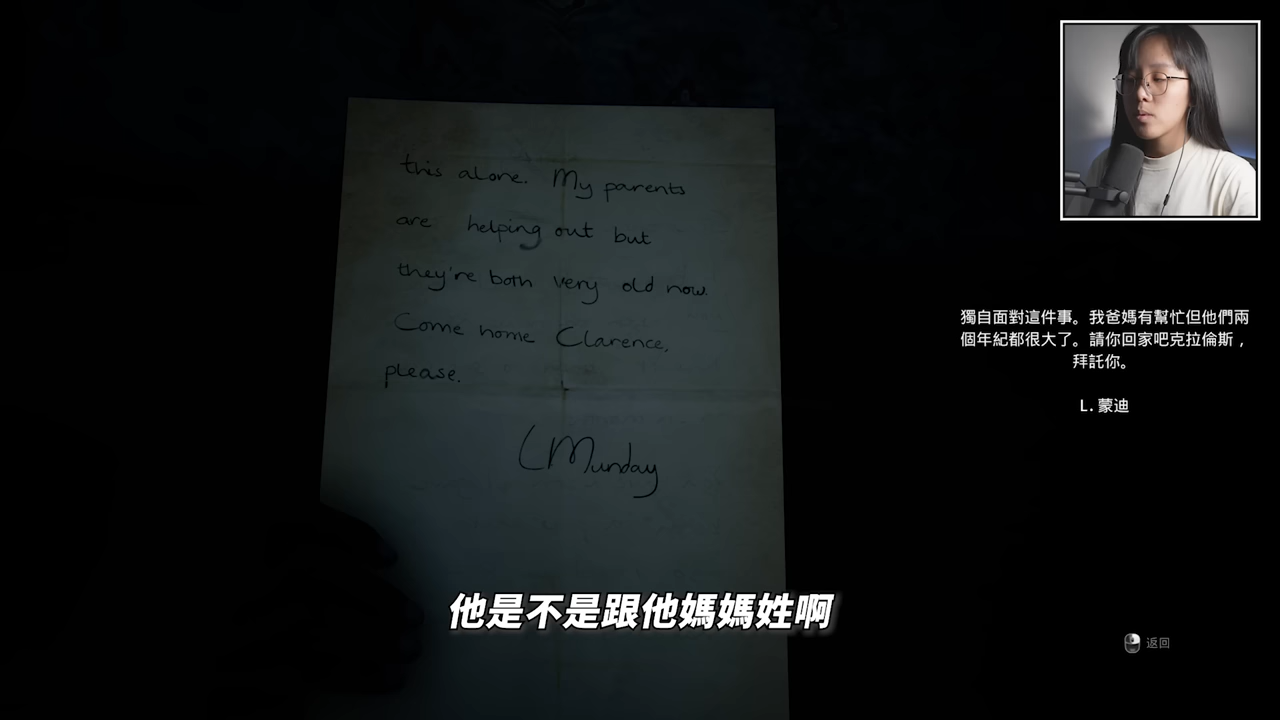 this alone. My parents
are helping out but
they're both very old now.
Come home Clarence,
please.
L Munday
獨自面對這件事。我爸媽有幫忙但他們兩
個年紀都很大了。請你回家吧克拉倫斯，
拜託你。
L. 蒙迪
他是不是跟他媽媽姓啊
返回